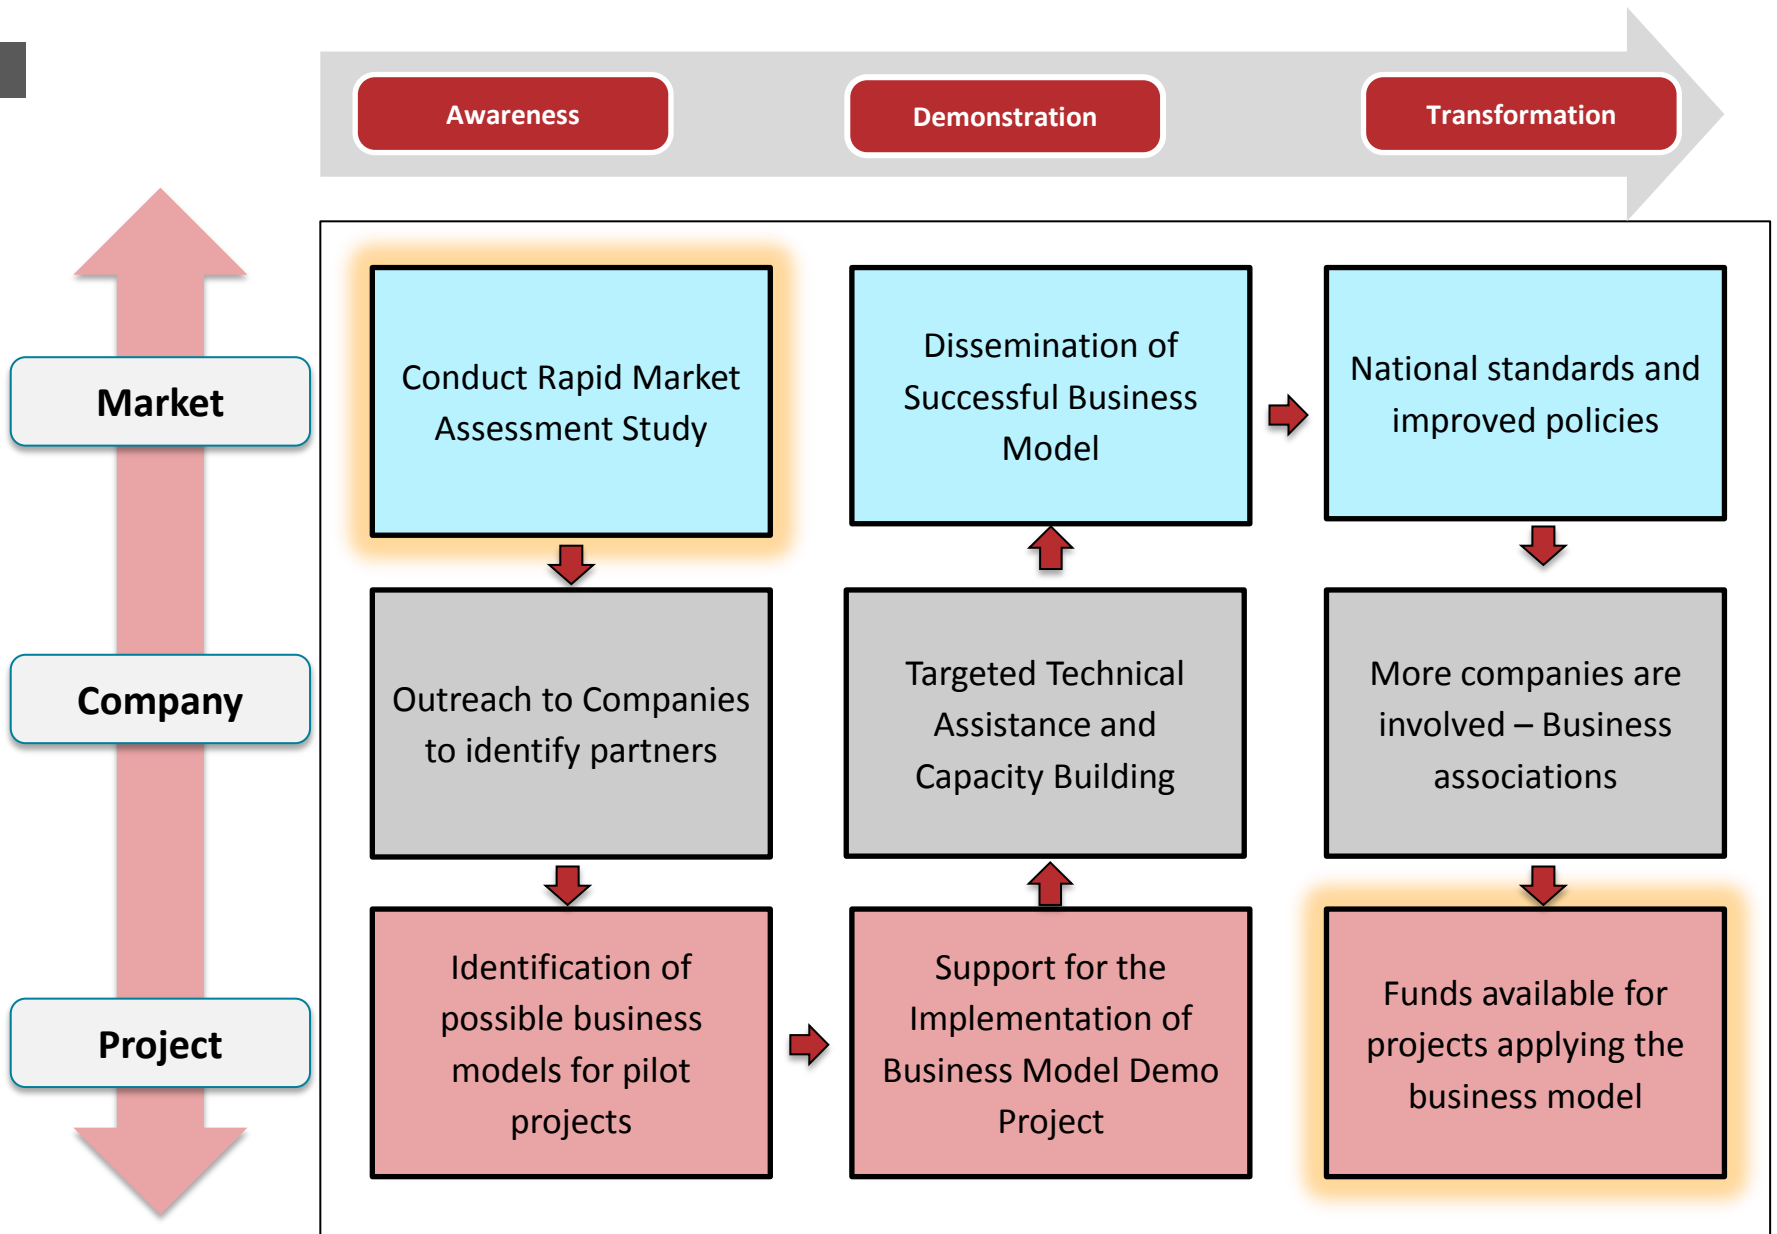 Awareness
Demonstration
Transformation
Market
Conduct Rapid Market
Assessment Study
Dissemination of
Successful Business
Model
National standards and
improved policies
Company
Outreach to Companies
to identify partners
Targeted Technical
Assistance and
Capacity Building
More companies are
involved – Business
associations
Project
Identification of
possible business
models for pilot
projects
Support for the
Implementation of
Business Model Demo
Project
Funds available for
projects applying the
business model